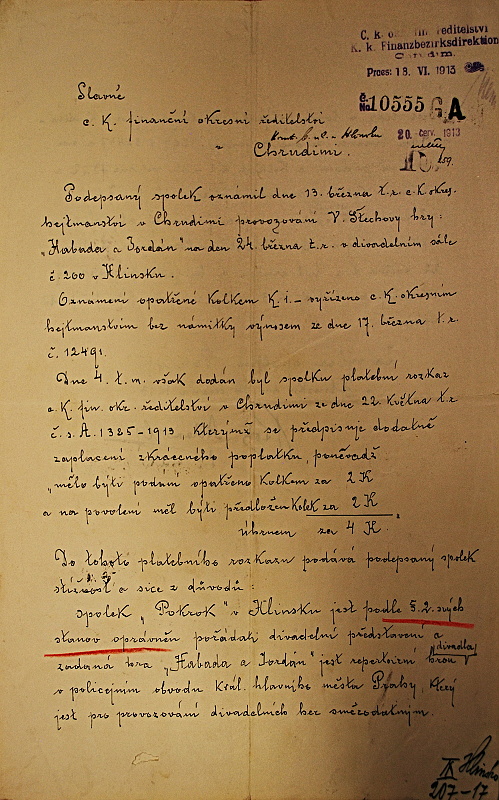 C. k. ředitelství
K. k. Finanzbezirksdirektion
Praes: 18. VI. 1913
Č.
No 10555 GA
20. červ. 1913
Slavné
c. k. finanční okresní ředitelství
v
Chrudimi.
Podepsaný spolek oznámil dne 13. března t.r. c.k. okres.
hejtmanství v Chrudimi provozování V. Štechovy hry:
„Habada a Jordán" na den 24. března t.r. v divadelním sále
č. 200 v Hlinsku.
Oznámení opatřené kolkem K 1.- vyřízeno c.k. okresním
hejtmanstvím bez námitky výnosem ze dne 17. března t.r.
č. 12491.
Dne 4. t.m. však dodán byl spolku platební rozkaz
c. k. fin. okr. ředitelství v Chrudimi ze dne 22. května t.r.
č. s. A. 1385-1913, kterýmž se předpisuje dodatně
zaplacení zkráceného poplatku, poněvadž
„mělo býti podání opatřeno kolkem za 2 K
a na povolení měl býti předložen kolek za 2 K
úhrnem za 4 K."
Do tohoto platebního rozkazu podává podepsaný spolek
stížnost a sice z důvodů:
Spolek „Pokrok" v Hlinsku jest podle §. 2. svých
stanov oprávněn pořádati divadelní představení a
zadaná hra „Habada a Jordán" jest repertoirní hrou divadla
v policejním obvodu král. hlavního města Prahy, který
jest pro provozování divadelních her směrodatným.
IX Hlinsko
207-17